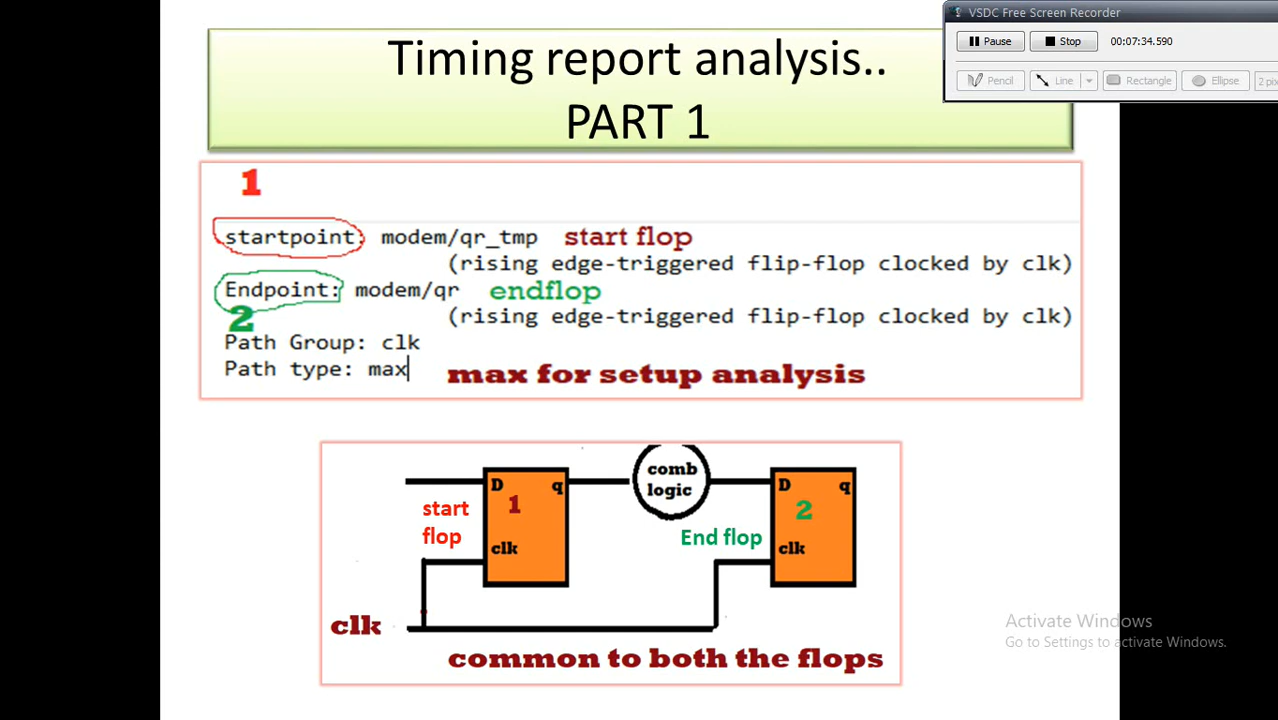 VSDC Free Screen Recorder
Pause Stop 00:07:34.590
Pencil Line Rectangle Ellipse 2 pix
Timing report analysis..
PART 1
1
startpoint: modem/qr_tmp start flop
(rising edge-triggered flip-flop clocked by clk)
Endpoint: modem/qr endflop
2 (rising edge-triggered flip-flop clocked by clk)
Path Group: clk
Path type: max max for setup analysis
D q comb logic D q
start flop 1 2
End flop
clk clk
clk
common to both the flops
Activate Windows
Go to Settings to activate Windows.